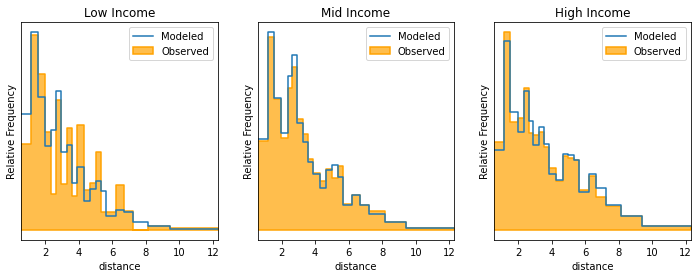 Low Income
Relative Frequency
Modeled
Observed
2 4 6 8 10 12
distance
Mid Income
Relative Frequency
Modeled
Observed
2 4 6 8 10 12
distance
High Income
Relative Frequency
Modeled
Observed
2 4 6 8 10 12
distance